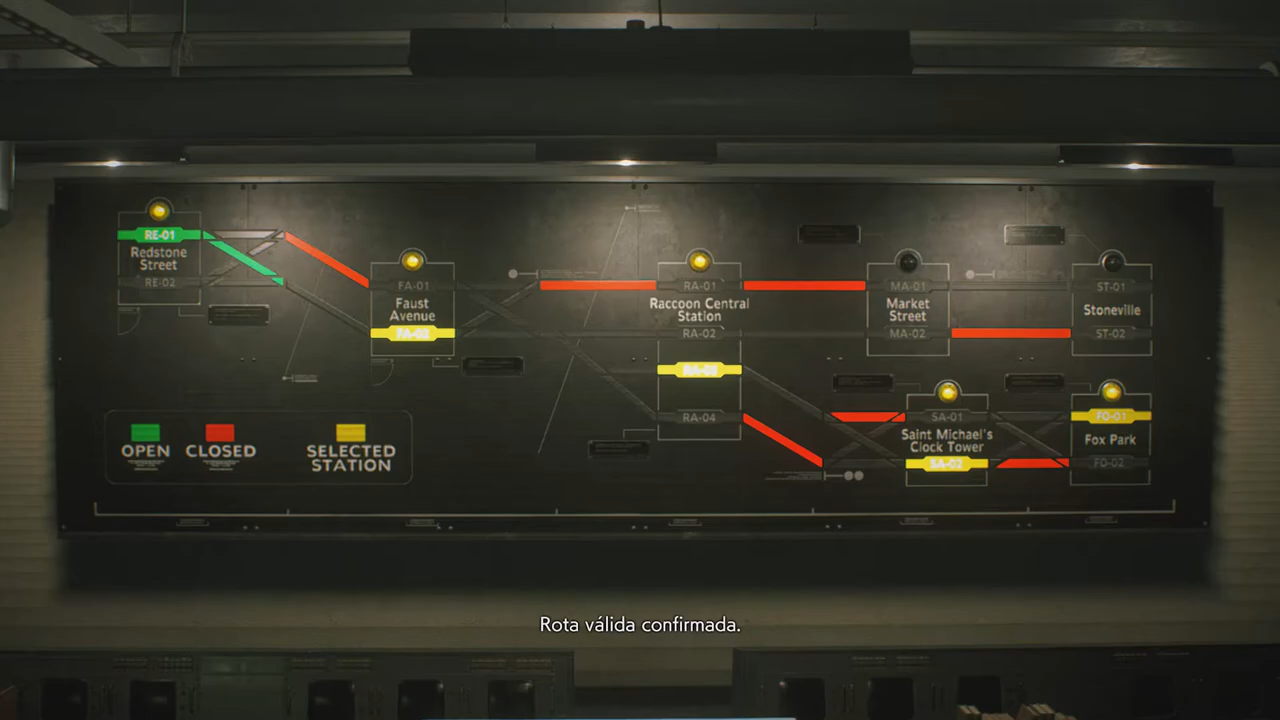 RE-01
Redstone
Street
RE-02
FA-01
Faust
Avenue
FA-02
RA-01
Raccoon Central
Station
RA-02
RA-03
RA-04
MA-01
Market
Street
MA-02
ST-01
Stoneville
ST-02
SA-01
Saint Michael's
Clock Tower
SA-02
FO-01
Fox Park
FO-02
OPEN
CLOSED
SELECTED
STATION
Rota válida confirmada.